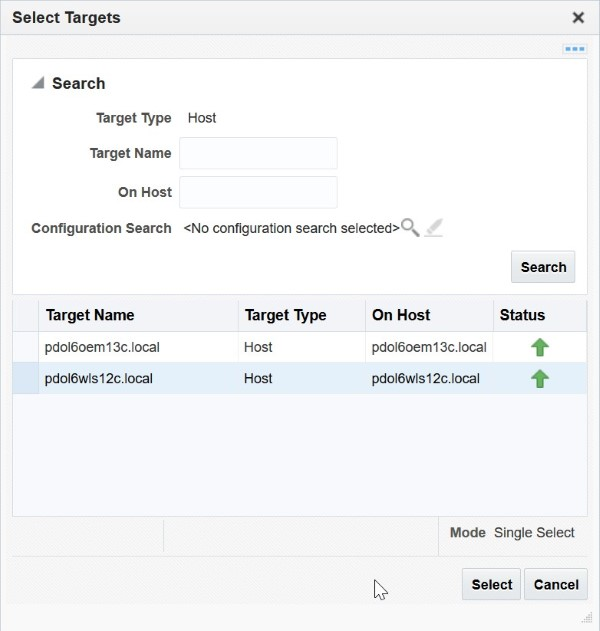 Select Targets
Search
Target Type Host
Target Name
On Host
Configuration Search <No configuration search selected>
Search
Target Name Target Type On Host Status
pdol6oem13c.local Host pdol6oem13c.local
pdol6wls12c.local Host pdol6wls12c.local
Mode Single Select
Select Cancel